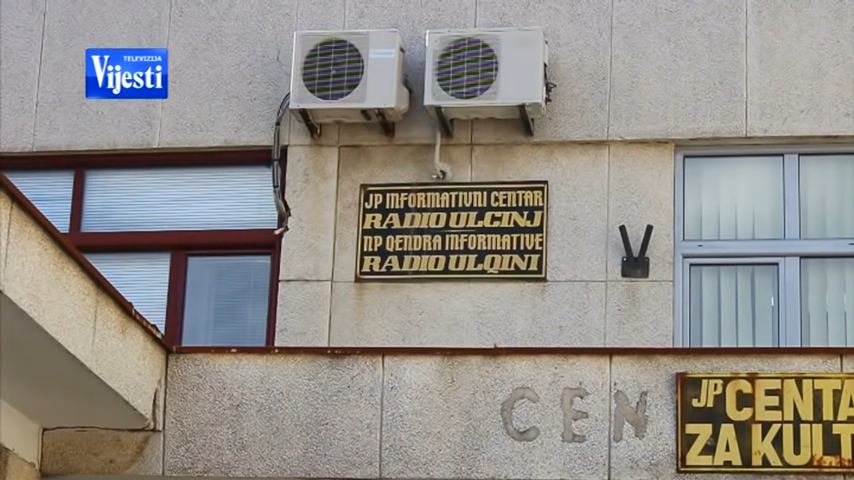 TELEVIZIJA
Vijesti
JP INFORMATIVNI CENTAR
RADIO ULCINJ
NP QENDRA INFORMATIVE
RADIO ULQINI
CEN
JP CENTA
ZA KULT